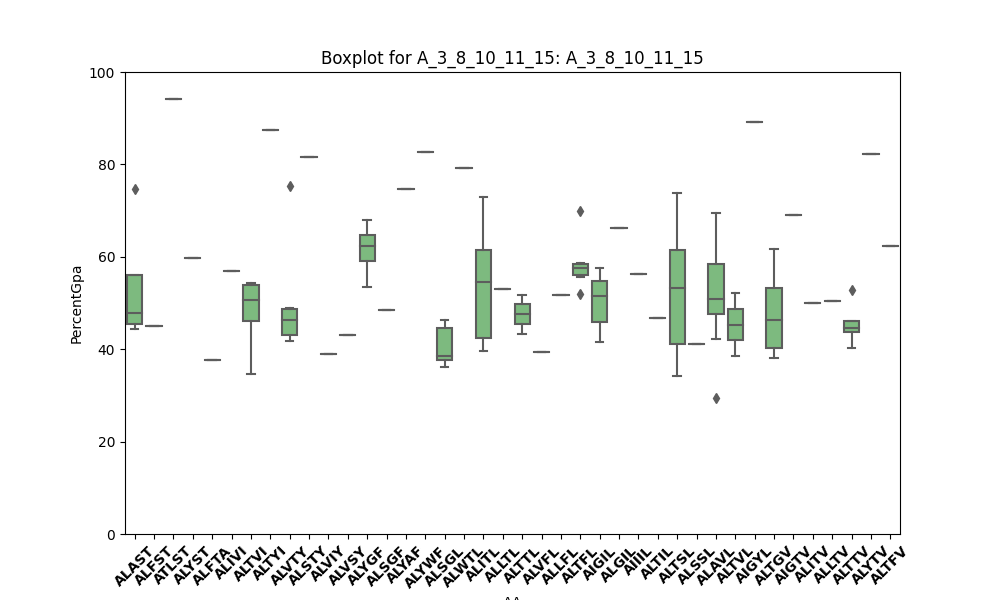 Boxplot for A_3_8_10_11_15: A_3_8_10_11_15
100
80
60
40
20
0
PercentGpa
ALAST
ALFST
ATLST
ALYST
ALFTA
ALIVI
ALTVI
ALTYI
ALVTY
ALSTY
ALVIY
ALVSY
ALYGF
ALSGF
ALYAF
ALYWF
ALSGL
ALWTL
ALITL
ALLTL
ALTTL
ALVFL
ALLFL
ALTFL
AIGIL
ALGIL
AIIIL
ALTIL
ALTSL
ALSSL
ALAVL
ALTVL
AIGYL
ALTGV
AIGTV
ALITV
ALLTV
ALTTV
ALYTV
ALTFV